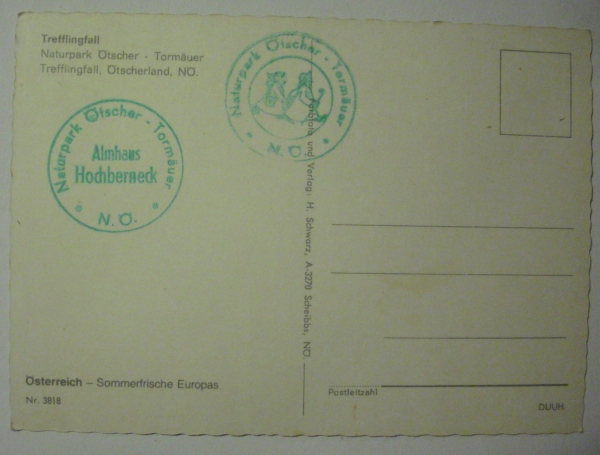 Trefflingfall
Naturpark Ötscher - Tormäuer
Trefflingfall, Ötscherland, NÖ.
Naturpark Ötscher - Tormäuer
N.Ö.
Naturpark Ötscher - Tormäuer
Almhaus
Hochberneck
N.Ö.
und Verlag. H. Schwarz, A 3270 Scheibbs, NÖ
Österreich – Sommerfrische Europas
Nr. 3818
Postleitzahl
DUUH